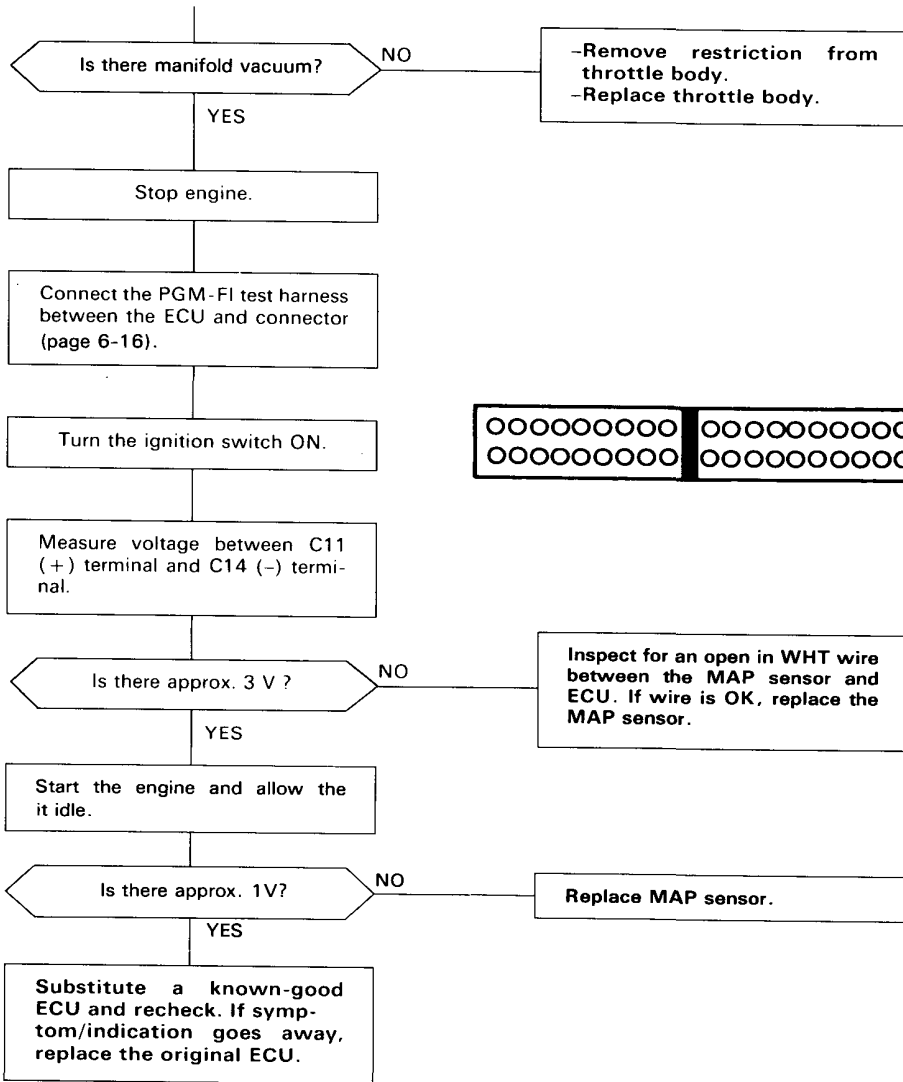 Is there manifold vacuum?
NO
–Remove restriction from
throttle body.
–Replace throttle body.
YES
Stop engine.
Connect the PGM-FI test harness
between the ECU and connector
(page 6-16).
Turn the ignition switch ON.
Measure voltage between C11
(+) terminal and C14 (–) termi-
nal.
Is there approx. 3 V ?
NO
Inspect for an open in WHT wire
between the MAP sensor and
ECU. If wire is OK, replace the
MAP sensor.
YES
Start the engine and allow the
it idle.
Is there approx. 1V?
NO
Replace MAP sensor.
YES
Substitute a known-good
ECU and recheck. If symp-
tom/indication goes away,
replace the original ECU.